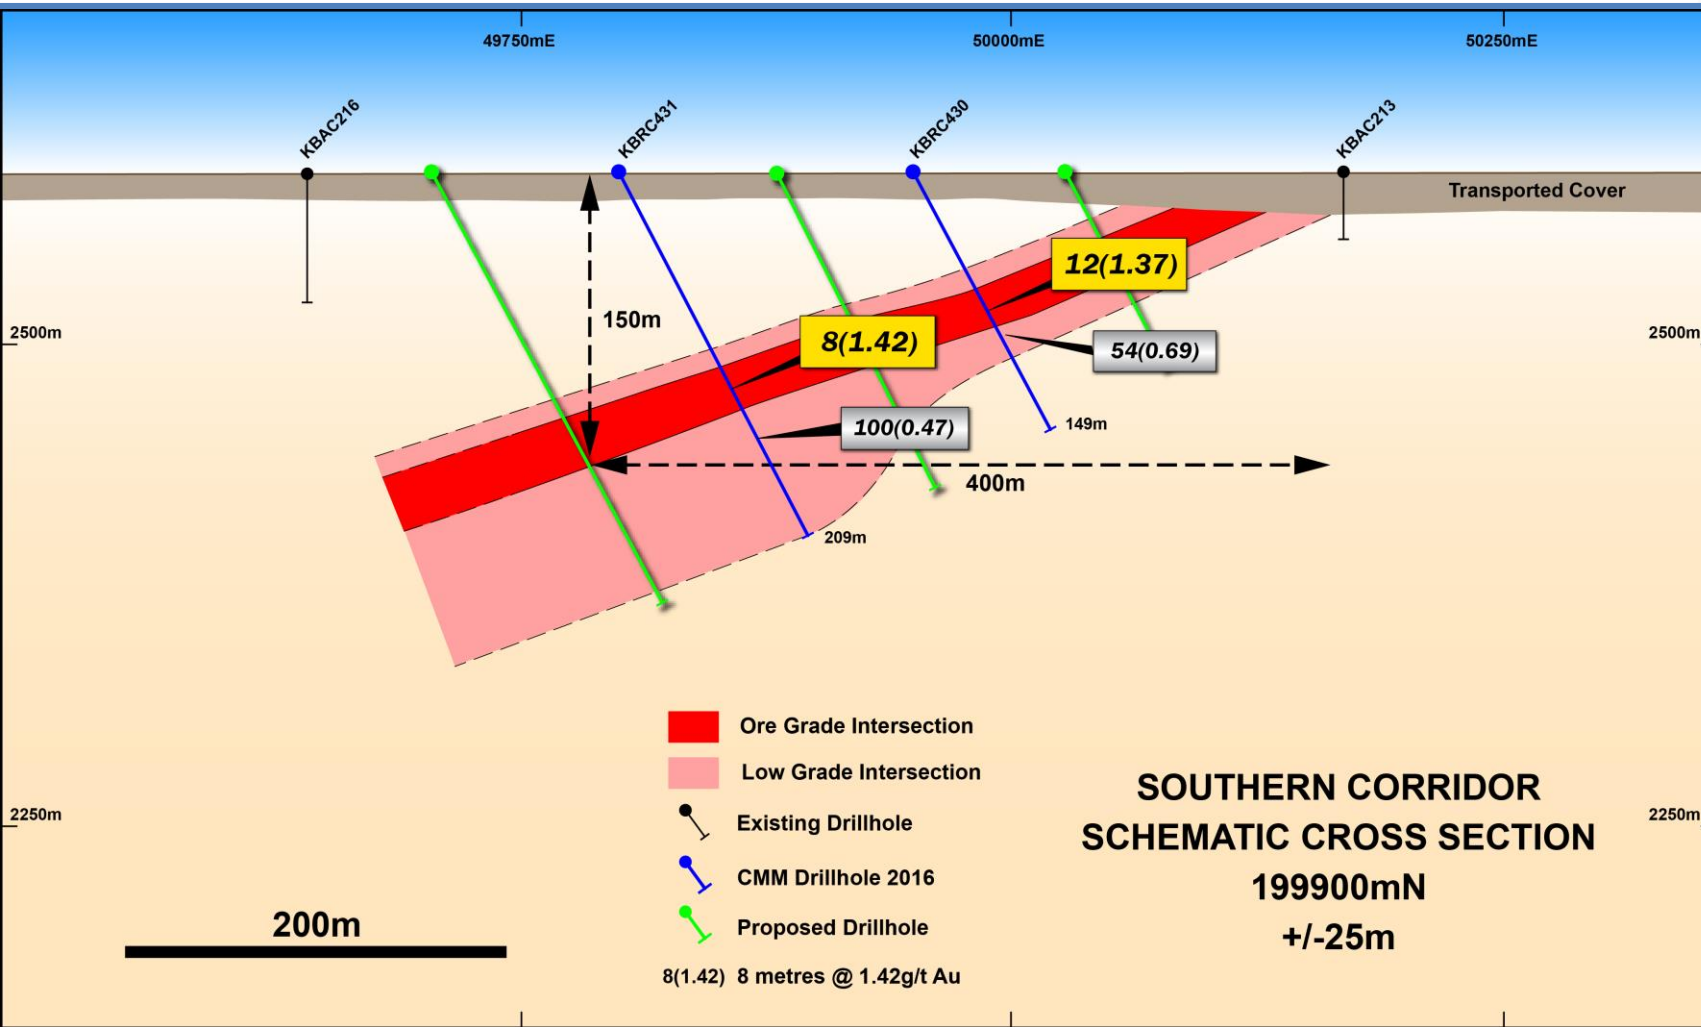 49750mE
50000mE
50250mE
KBAC216
KBRC431
KBRC430
KBAC213
Transported Cover
12(1.37)
150m
8(1.42)
2500m
2500m
54(0.69)
100(0.47)
149m
400m
209m
Ore Grade Intersection
Low Grade Intersection
Existing Drillhole
CMM Drillhole 2016
Proposed Drillhole
8(1.42) 8 metres @ 1.42g/t Au
2250m
2250m
SOUTHERN CORRIDOR
SCHEMATIC CROSS SECTION
199900mN
+/-25m
200m